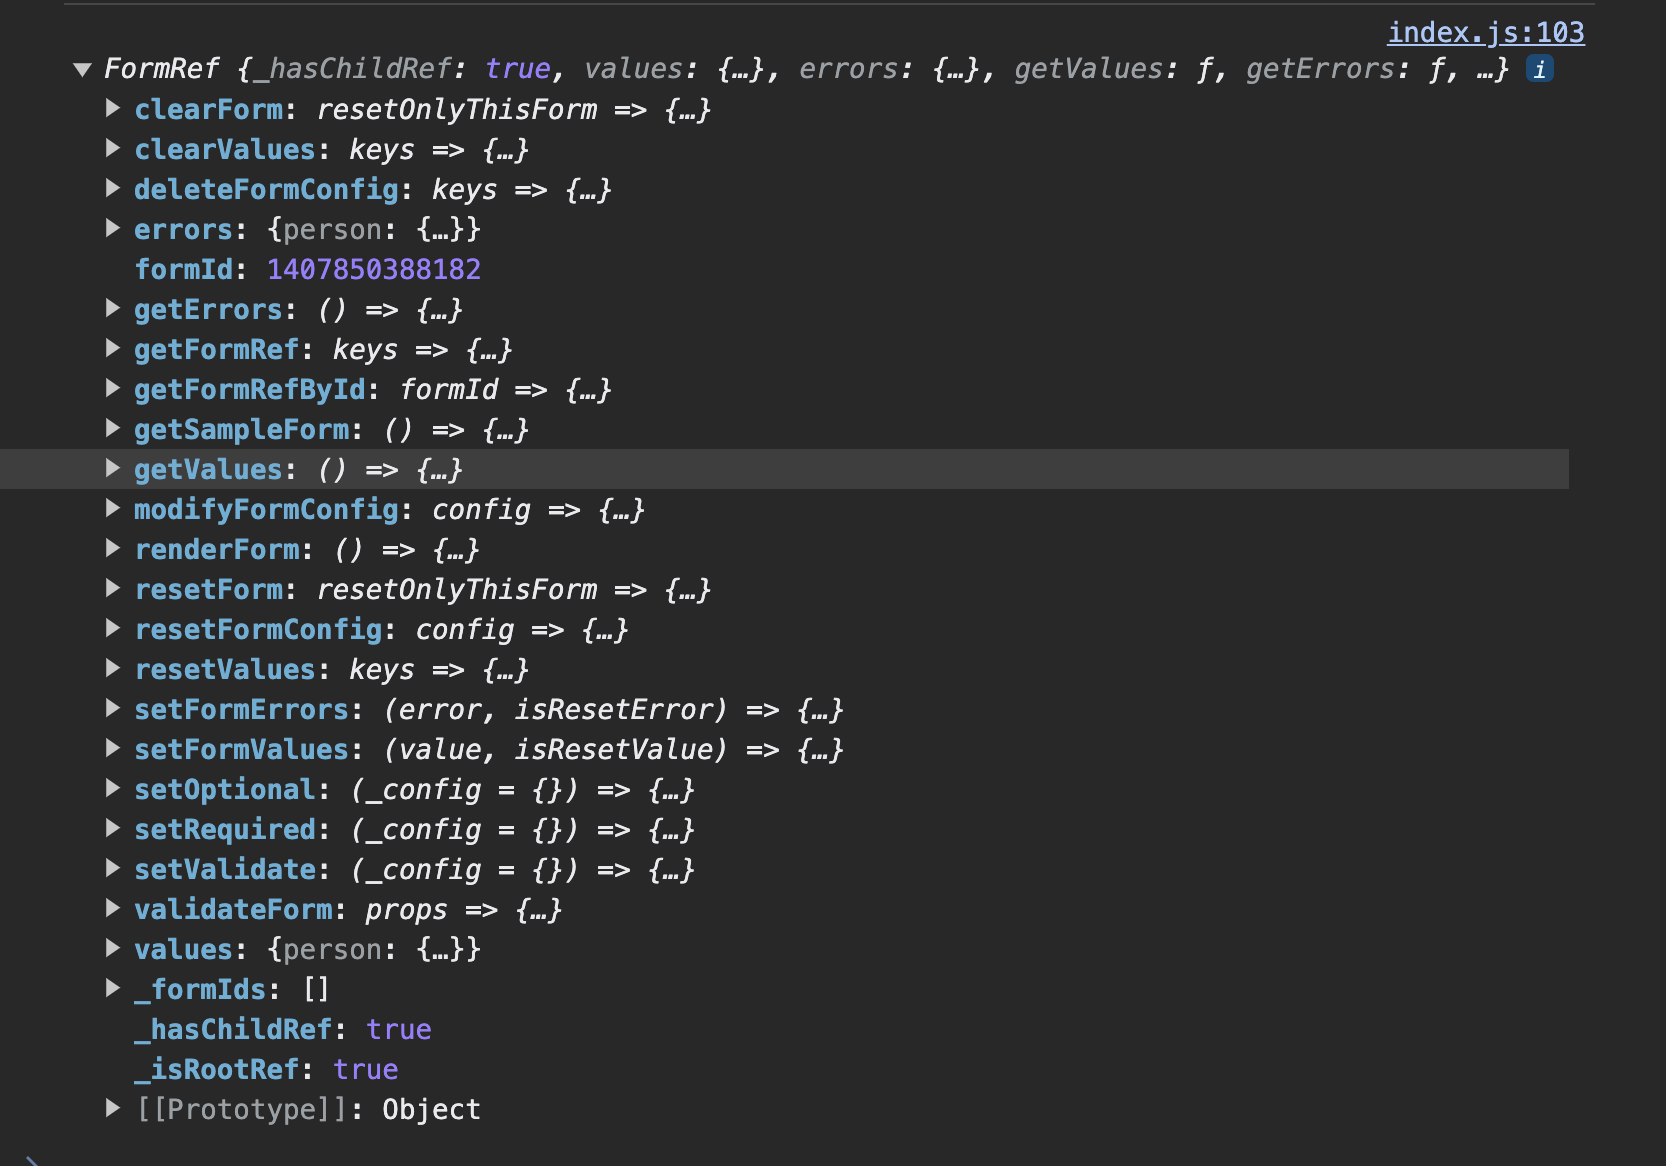 index.js:103
▼ FormRef {_hasChildRef: true, values: {…}, errors: {…}, getValues: ƒ, getErrors: ƒ, …} i
▶ clearForm: resetOnlyThisForm => {…}
▶ clearValues: keys => {…}
▶ deleteFormConfig: keys => {…}
▶ errors: {person: {…}}
formId: 1407850388182
▶ getErrors: () => {…}
▶ getFormRef: keys => {…}
▶ getFormRefById: formId => {…}
▶ getSampleForm: () => {…}
▶ getValues: () => {…}
▶ modifyFormConfig: config => {…}
▶ renderForm: () => {…}
▶ resetForm: resetOnlyThisForm => {…}
▶ resetFormConfig: config => {…}
▶ resetValues: keys => {…}
▶ setFormErrors: (error, isResetError) => {…}
▶ setFormValues: (value, isResetValue) => {…}
▶ setOptional: (_config = {}) => {…}
▶ setRequired: (_config = {}) => {…}
▶ setValidate: (_config = {}) => {…}
▶ validateForm: props => {…}
▶ values: {person: {…}}
▶ _formIds: []
_hasChildRef: true
_isRootRef: true
▶ [[Prototype]]: Object